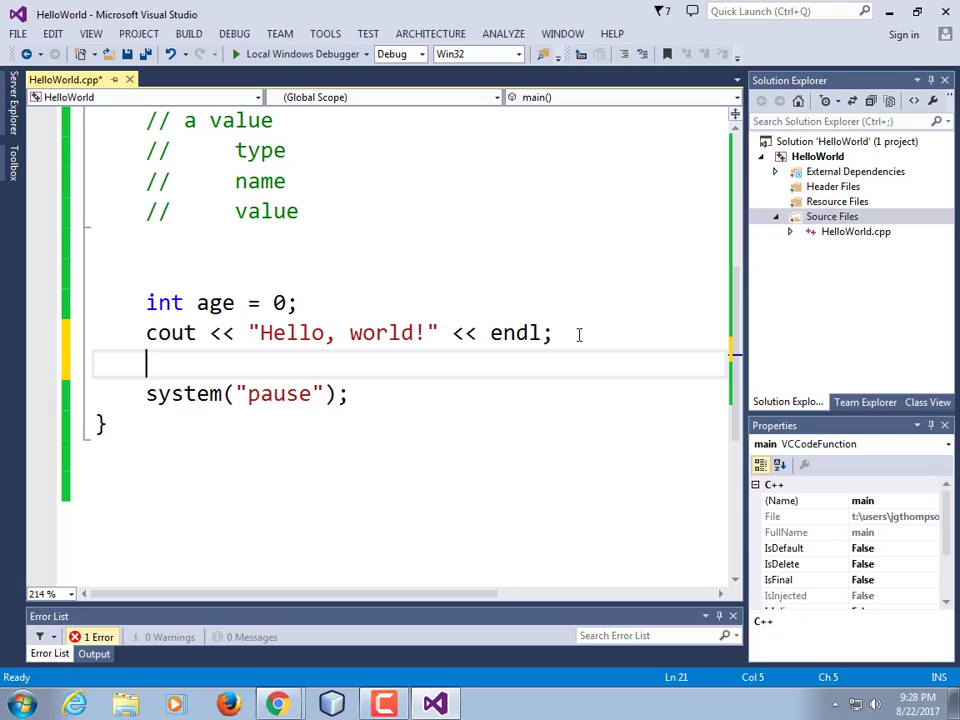 HelloWorld - Microsoft Visual Studio
7
Quick Launch (Ctrl+Q)
FILE EDIT VIEW PROJECT BUILD DEBUG TEAM TOOLS TEST ARCHITECTURE ANALYZE WINDOW HELP
Sign in
Local Windows Debugger Debug Win32
Server Explorer
Toolbox
HelloWorld.cpp*
HelloWorld (Global Scope) main()
// a value
// type
// name
// value
int age = 0;
cout << "Hello, world!" << endl;
system("pause");
}
214 %
Solution Explorer
Search Solution Explorer (Ctrl+;)
Solution 'HelloWorld' (1 project)
HelloWorld
External Dependencies
Header Files
Resource Files
Source Files
HelloWorld.cpp
Solution Explo... Team Explorer Class View
Properties
main VCCodeFunction
C++
(Name) main
File t:\users\jgthompso
FullName main
IsDefault False
IsDelete False
IsFinal False
IsInjected False
C++
Error List
1 Error 0 Warnings 0 Messages
Search Error List
Error List Output
Ready Ln 21 Col 5 Ch 5 INS
9:28 PM
8/22/2017